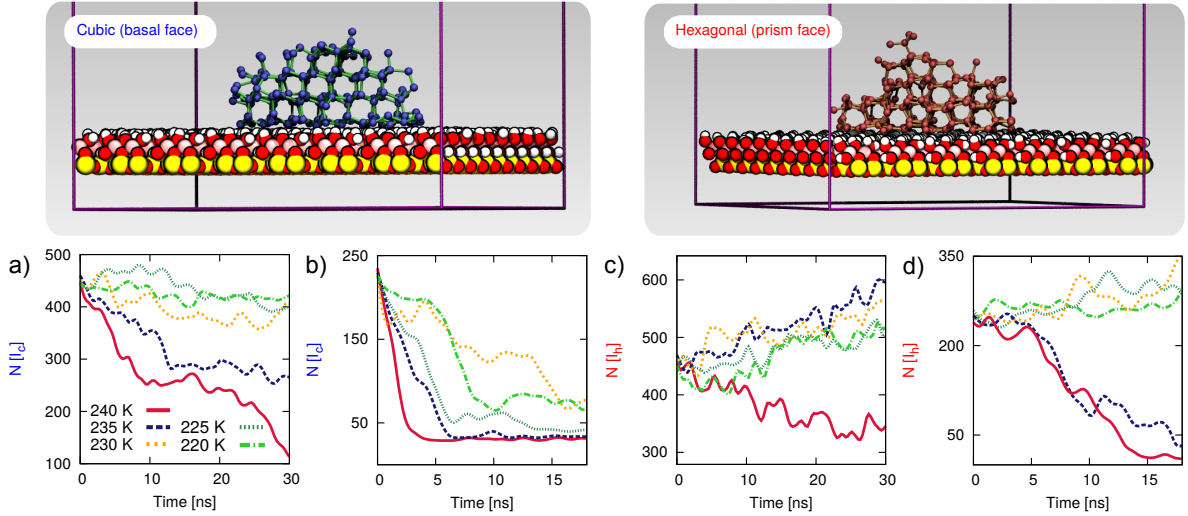 Cubic (basal face)
Hexagonal (prism face)
a)
N [I_c]
500
400
300
200
100
0
10
20
30
Time [ns]
240 K
235 K
230 K
225 K
220 K
b)
N [I_c]
250
150
50
0
5
10
15
Time [ns]
c)
N [I_h]
600
500
400
300
0
10
20
30
Time [ns]
d)
N [I_h]
350
200
50
0
5
10
15
Time [ns]